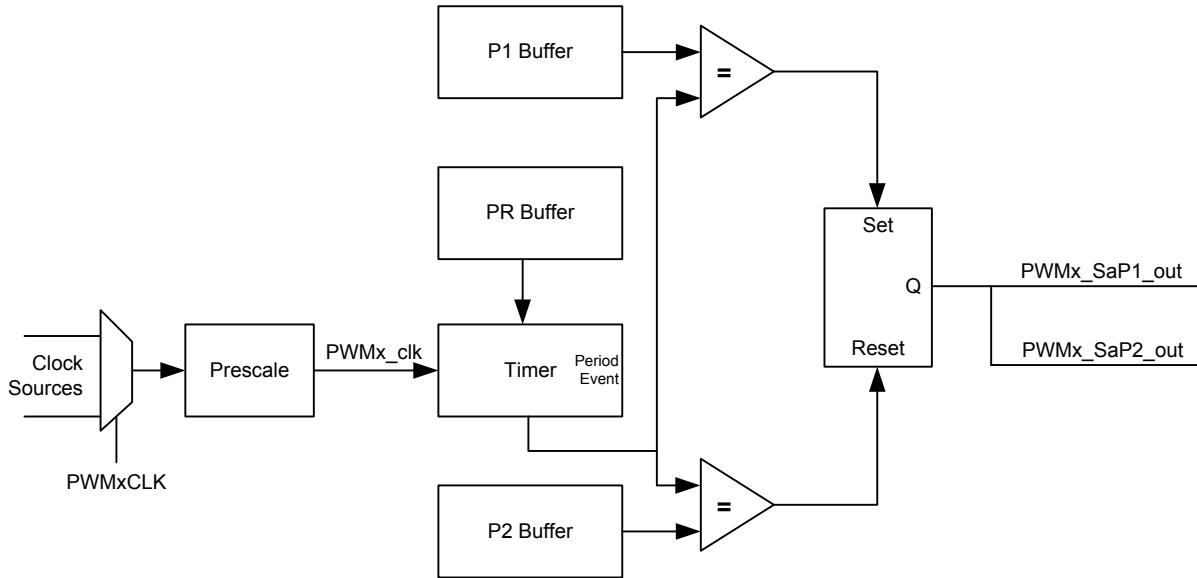 P1 Buffer
=
PR Buffer
Set
Q
Reset
PWMx_SaP1_out
PWMx_SaP2_out
Clock
Sources
Prescale
PWMx_clk
Timer
Period
Event
PWMxCLK
P2 Buffer
=